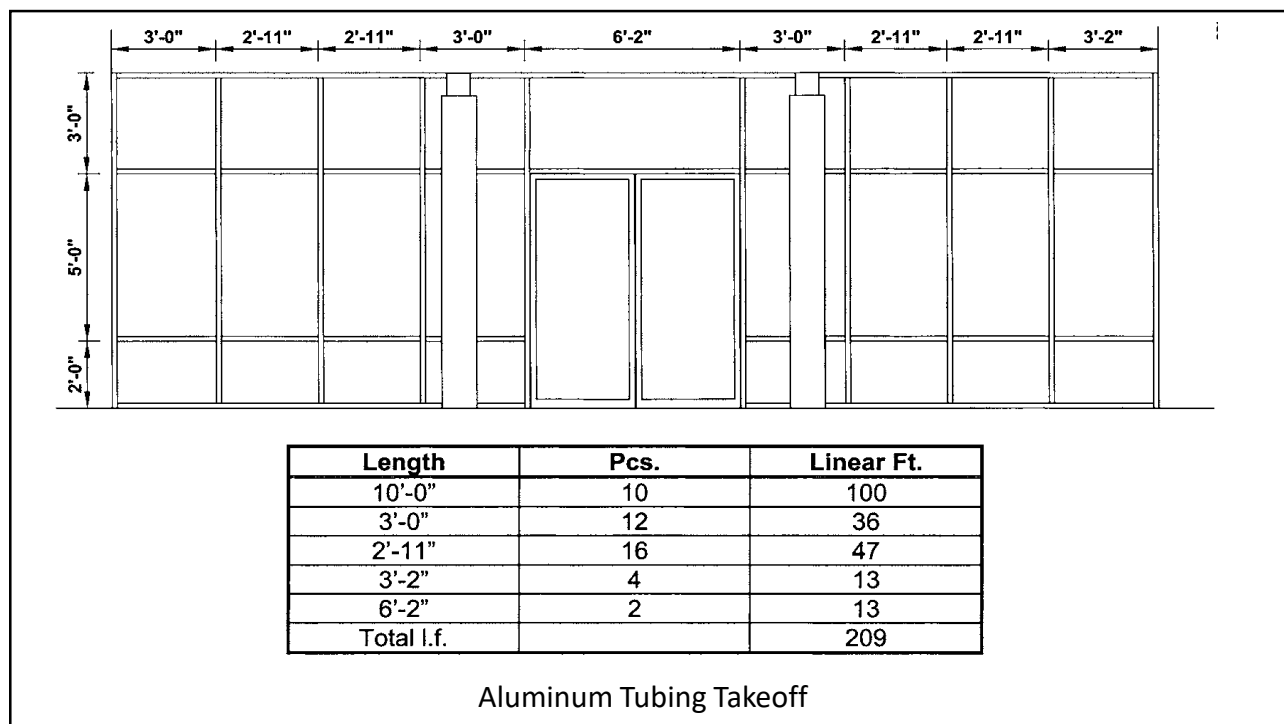 3'-0" 2'-11" 2'-11" 3'-0" 6'-2" 3'-0" 2'-11" 2'-11" 3'-2"
3'-0"
5'-0"
2'-0"
Length Pcs. Linear Ft.
10'-0" 10 100
3'-0" 12 36
2'-11" 16 47
3'-2" 4 13
6'-2" 2 13
Total l.f. 209
Aluminum Tubing Takeoff